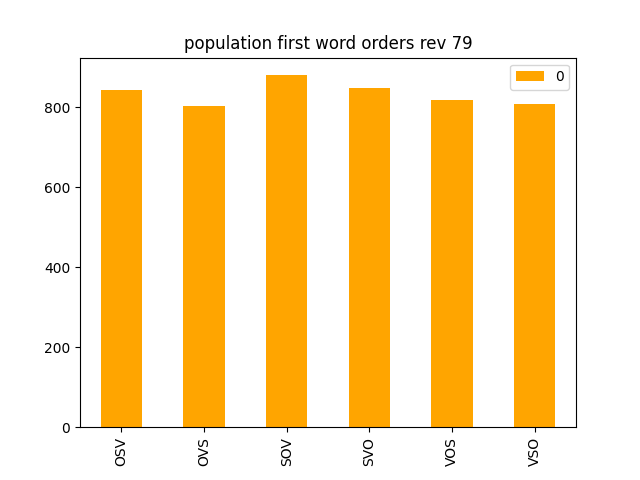 population first word orders rev 79
0
800
600
400
200
0
OSV
OVS
SOV
SVO
VOS
VSO